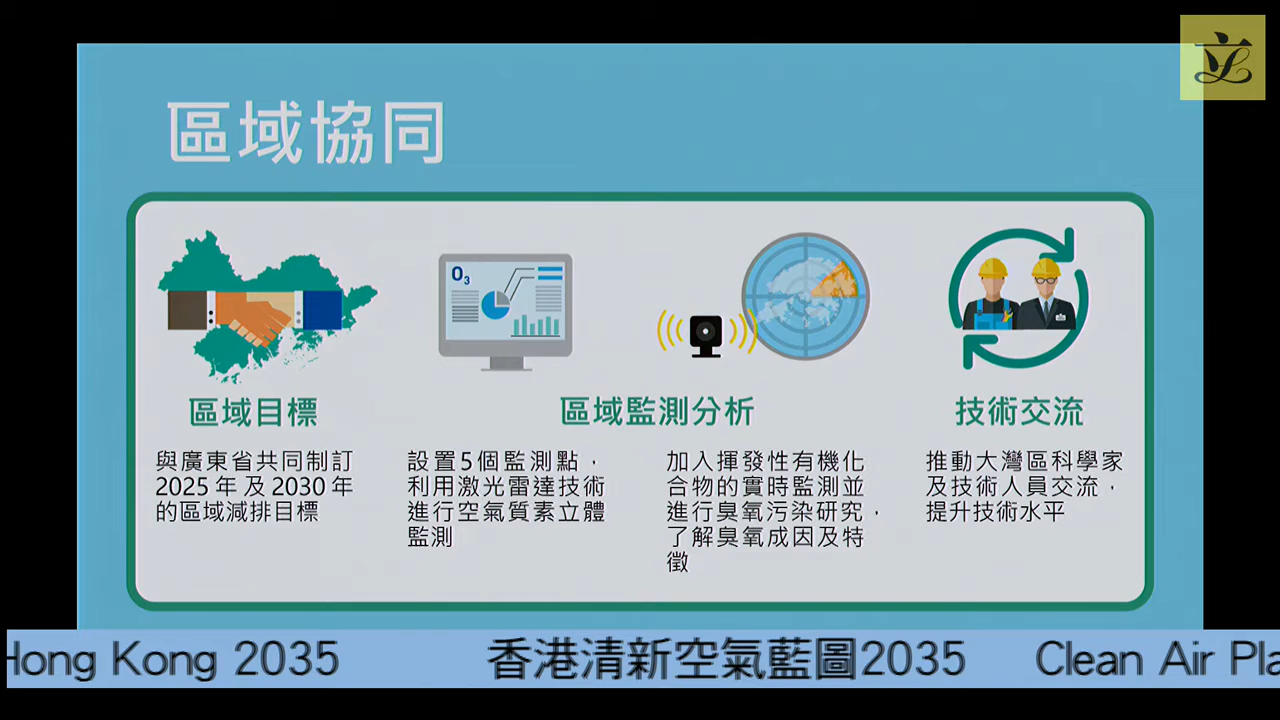 區域協同
O3
區域目標
與廣東省共同制訂
2025年及2030年
的區域減排目標
區域監測分析
設置5個監測點，
利用激光雷達技術
進行空氣質素立體
監測
加入揮發性有機化
合物的實時監測並
進行臭氧污染研究，
了解臭氧成因及特
徵
技術交流
推動大灣區科學家
及技術人員交流，
提升技術水平
Hong Kong 2035 香港清新空氣藍圖2035 Clean Air Pla